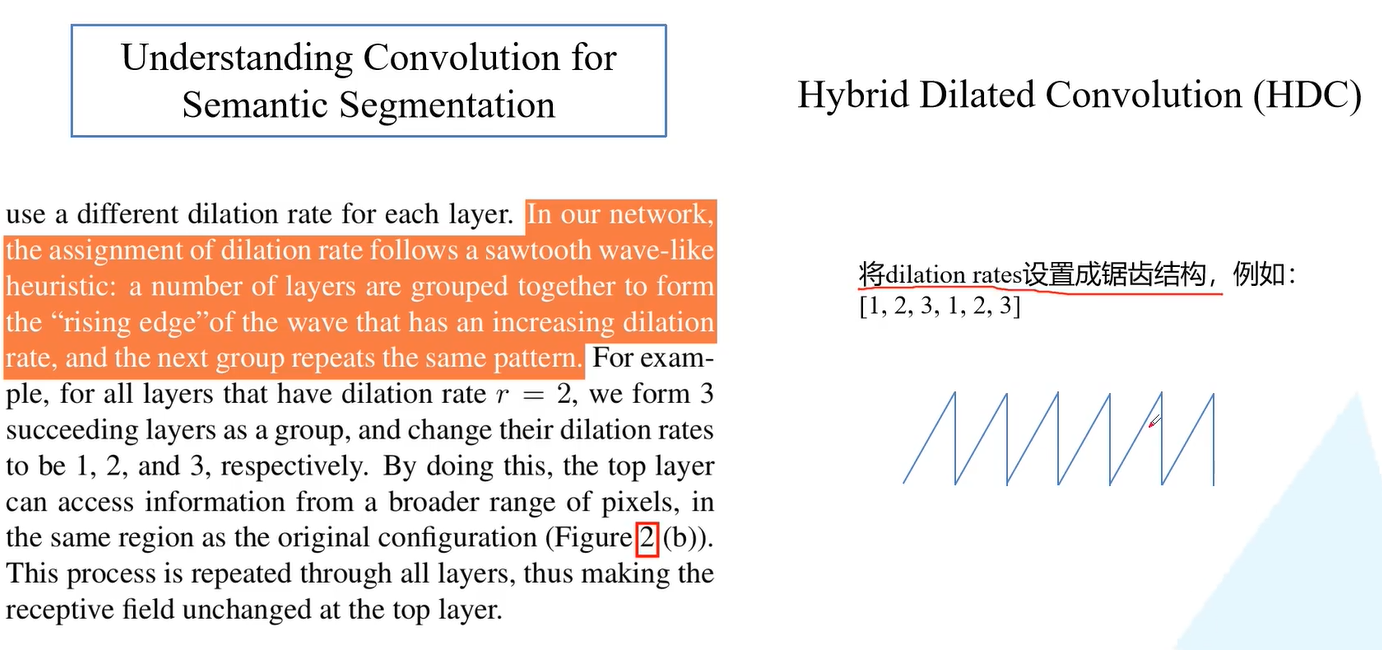 Understanding Convolution for
Semantic Segmentation
Hybrid Dilated Convolution (HDC)
use a different dilation rate for each layer. In our network,
the assignment of dilation rate follows a sawtooth wave-like
heuristic: a number of layers are grouped together to form
the “rising edge”of the wave that has an increasing dilation
rate, and the next group repeats the same pattern. For exam-
ple, for all layers that have dilation rate r = 2, we form 3
succeeding layers as a group, and change their dilation rates
to be 1, 2, and 3, respectively. By doing this, the top layer
can access information from a broader range of pixels, in
the same region as the original configuration (Figure 2 (b)).
This process is repeated through all layers, thus making the
receptive field unchanged at the top layer.
将dilation rates设置成锯齿结构，例如：
[1, 2, 3, 1, 2, 3]